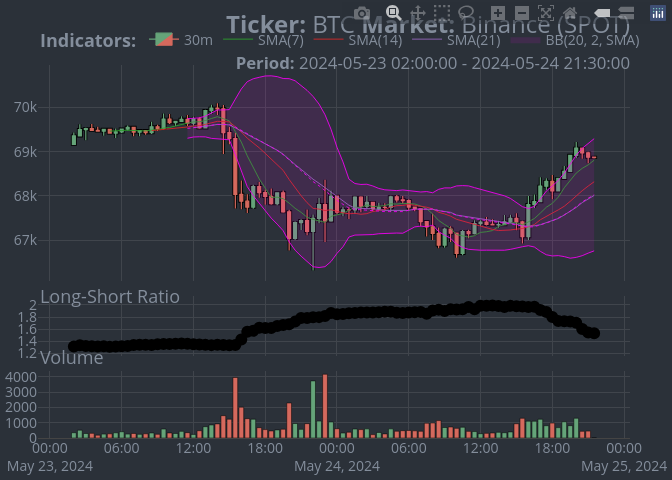 Ticker: BTC Market: Binance (SPOT)
Indicators: 30m SMA(7) SMA(14) SMA(21) BB(20, 2, SMA)
Period: 2024-05-23 02:00:00 - 2024-05-24 21:30:00
70k
69k
68k
67k
Long-Short Ratio
2
1.8
1.6
1.4
1.2
Volume
4000
3000
2000
1000
0
00:00 06:00 12:00 18:00 00:00 06:00 12:00 18:00 00:00
May 23, 2024 May 24, 2024 May 25, 2024